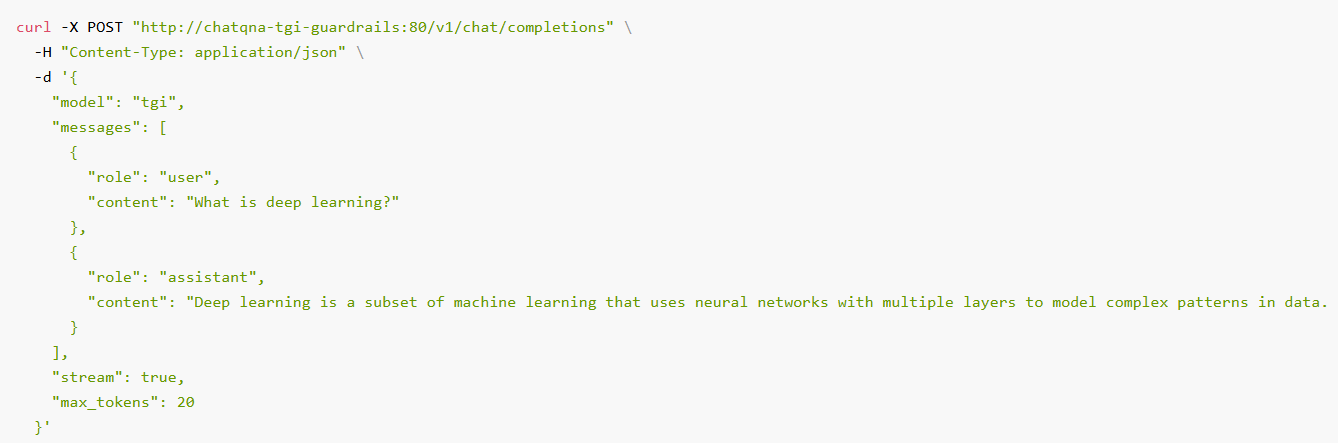 curl -X POST "http://chatqna-tgi-guardrails:80/v1/chat/completions" \
  -H "Content-Type: application/json" \
  -d '{
    "model": "tgi",
    "messages": [
      {
        "role": "user",
        "content": "What is deep learning?"
      },
      {
        "role": "assistant",
        "content": "Deep learning is a subset of machine learning that uses neural networks with multiple layers to model complex patterns in data.
      }
    ],
    "stream": true,
    "max_tokens": 20
  }'